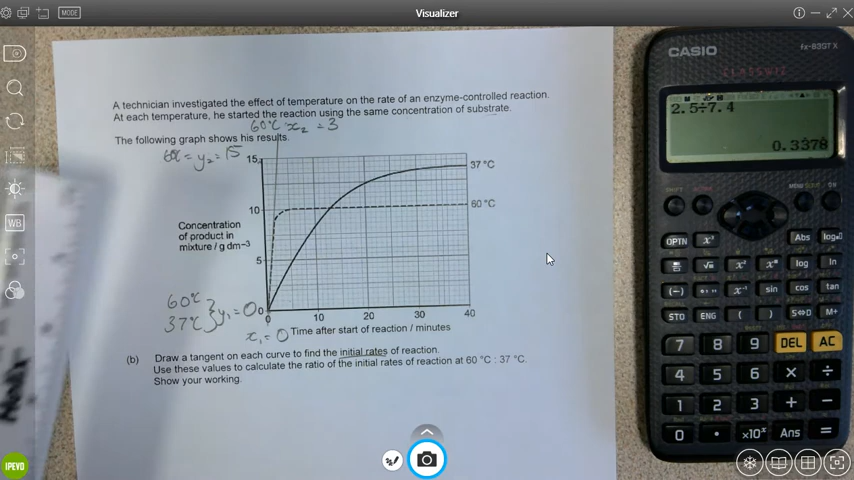 Visualizer
MODE
CASIO
fx-83GT X
CLASSWIZ
2.5÷7.4
0.3378
A technician investigated the effect of temperature on the rate of an enzyme-controlled reaction.
At each temperature, he started the reaction using the same concentration of substrate.
60°C x₂ = 3
The following graph shows his results.
y₂ = 15
15
37 °C
10
60 °C
Concentration
of product in
mixture / g dm⁻³
5
60°C
37°C } y₁ = 0
0
0 10 20 30 40
x₁ = 0
Time after start of reaction / minutes
(b) Draw a tangent on each curve to find the initial rates of reaction.
Use these values to calculate the ratio of the initial rates of reaction at 60 °C : 37 °C.
Show your working.
WB
IPEVO
SHIFT
MENU SETUP
ON
OPTN
Abs
log
ln
(−)
sin
cos
tan
STO
ENG
(
)
S⇔D
M+
7 8 9 DEL AC
4 5 6 × ÷
1 2 3 + −
0 • ×10ˣ Ans =